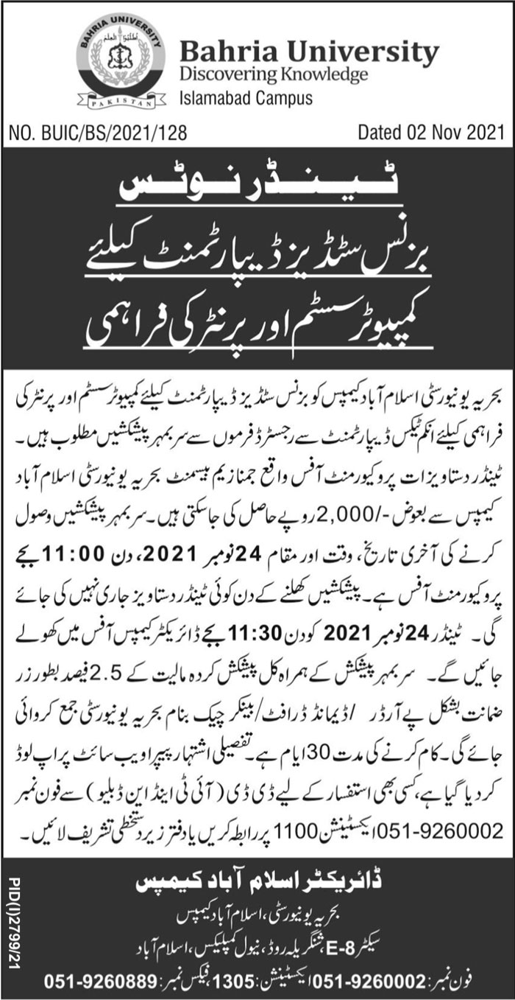 BAHRIA UNIVERSITY
PAKISTAN
Bahria University
Discovering Knowledge
Islamabad Campus
NO. BUIC/BS/2021/128 Dated 02 Nov 2021
ٹینڈر نوٹس
بزنس سٹڈیز ڈیپارٹمنٹ کیلئے
کمپیوٹر سسٹم اور پرنٹر کی فراہمی
بحریہ یونیورسٹی اسلام آباد کیمپس کو بزنس سٹڈیز ڈیپارٹمنٹ کیلئے کمپیوٹر سسٹم اور پرنٹر کی
فراہمی کیلئے انکم ٹیکس ڈیپارٹمنٹ سے رجسٹرڈ فرموں سے سربمہر پیشکشیں مطلوب ہیں۔
ٹینڈر دستاویزات پروکیورمنٹ آفس واقع جمنازیم بیسمنٹ بحریہ یونیورسٹی اسلام آباد
کیمپس سے بعوض -/2,000 روپے حاصل کی جاسکتی ہیں۔ سربمہر پیشکشیں وصول
کرنے کی آخری تاریخ، وقت اور مقام 24 نومبر 2021، دن 11:00 بجے
پروکیورمنٹ آفس ہے۔ پیشکشیں کھلنے کے دن کوئی ٹینڈر دستاویز جاری نہیں کی جائے
گی۔ ٹینڈر 24 نومبر 2021 کو دن 11:30 بجے ڈائریکٹر کیمپس آفس میں کھولے
جائیں گے۔ سربمہر پیشکش کے ہمراہ کل پیشکش کردہ مالیت کے 2.5 فیصد بطور زر
ضمانت بشکل پے آرڈر / ڈیمانڈ ڈرافٹ/ بینکر چیک بنام بحریہ یونیورسٹی جمع کروائی
جائے گی۔ کام کرنے کی مدت 30 ایام ہے۔ تفصیلی اشتہار پیپرا ویب سائٹ پر اپ لوڈ
کر دیا گیا ہے، کسی بھی استفسار کے لیے ڈی ڈی (آئی ٹی اینڈ این ڈبلیو) سے فون نمبر
051-9260002 ایکسٹینشن 1100 پر رابطہ کریں یا دفتر زیر دستخطی تشریف لائیں۔
ڈائریکٹر اسلام آباد کیمپس
بحریہ یونیورسٹی، اسلام آباد کیمپس
سیکٹر E-8، شنگریلہ روڈ، نیول کمپلیکس، اسلام آباد
فون نمبر: 051-9260002 ایکسٹینشن: 1305، فیکس نمبر: 051-9260889
PID(I)2799/21